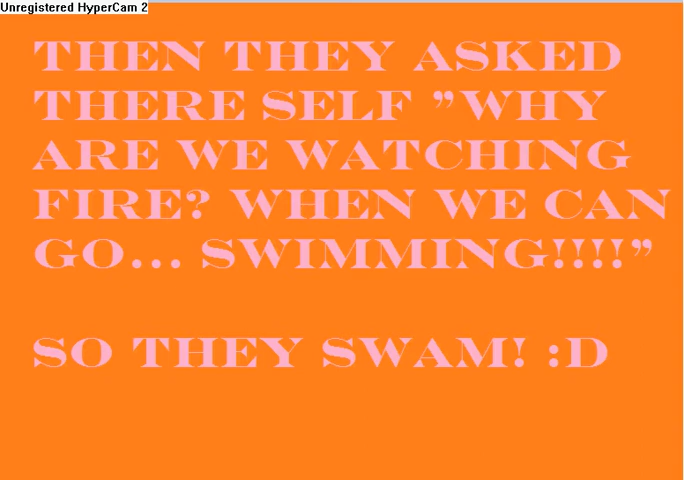 Unregistered HyperCam 2
THEN THEY ASKED
THERE SELF "WHY
ARE WE WATCHING
FIRE? WHEN WE CAN
GO... SWIMMING!!!!"
SO THEY SWAM! :D